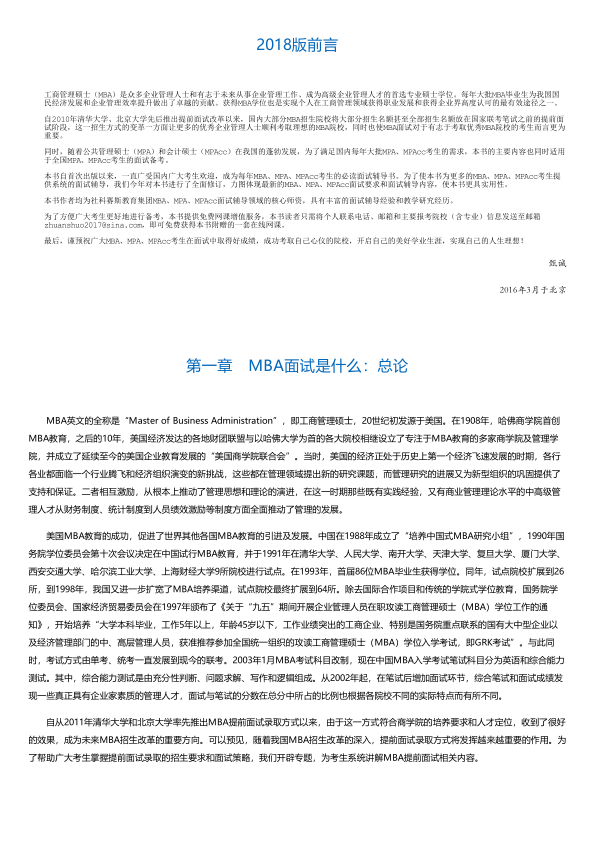 2018版前言
工商管理硕士（MBA）是众多企业管理人士和有志于未来从事企业管理工作、成为高级企业管理人才的首选专业硕士学位。每年大批MBA毕业生为我国国
民经济发展和企业管理效率提升做出了卓越的贡献。获得MBA学位也是实现个人在工商管理领域获得职业发展和获得企业界高度认可的最有效途径之一。
自2010年清华大学、北京大学先后推出提前面试改革以来，国内大部分MBA招生院校将大部分招生名额甚至全部招生名额放在国家联考笔试之前的提前面
试阶段，这一招生方式的变革一方面让更多的优秀企业管理人士顺利考取理想的MBA院校，同时也使MBA面试对于有志于考取优秀MBA院校的考生而言更为
重要。
同时，随着公共管理硕士（MPA）和会计硕士（MPAcc）在我国的蓬勃发展，为了满足国内每年大批MPA、MPAcc考生的需求，本书的主要内容也同时适用
于全国MPA、MPAcc考生的面试备考。
本书自首次出版以来，一直广受国内广大考生欢迎，成为每年MBA、MPA、MPAcc考生的必读面试辅导书。为了使本书为更多的MBA、MPA、MPAcc考生提
供系统的面试辅导，我们今年对本书进行了全面修订，力图体现最新的MBA、MPA、MPAcc面试要求和面试辅导内容，使本书更具实用性。
本书作者均为社科赛斯教育集团MBA、MPA、MPAcc面试辅导领域的核心师资，具有丰富的面试辅导经验和教学研究经历。
为了方便广大考生更好地进行备考，本书提供免费网课增值服务。本书读者只需将个人联系电话、邮箱和主要报考院校（含专业）信息发送至邮箱
zhuanshuo2017@sina.com，即可免费获得本书附赠的一套在线网课。
最后，谨预祝广大MBA，MPA，MPAcc考生在面试中取得好成绩，成功考取自己心仪的院校，开启自己的美好学业生涯，实现自己的人生理想！
甄诚
2016年3月于北京
第一章　MBA面试是什么：总论
MBA英文的全称是“Master of Business Administration”，即工商管理硕士，20世纪初发源于美国。在1908年，哈佛商学院首创
MBA教育，之后的10年，美国经济发达的各地财团联盟与以哈佛大学为首的各大院校相继设立了专注于MBA教育的多家商学院及管理学
院，并成立了延续至今的美国企业教育发展的“美国商学院联合会”。当时，美国的经济正处于历史上第一个经济飞速发展的时期，各行
各业都面临一个行业腾飞和经济组织演变的新挑战，这些都在管理领域提出新的研究课题，而管理研究的进展又为新型组织的巩固提供了
支持和保证。二者相互激励，从根本上推动了管理思想和理论的演进，在这一时期那些既有实践经验，又有商业管理理论水平的中高级管
理人才从财务制度、统计制度到人员绩效激励等制度方面全面推动了管理的发展。
美国MBA教育的成功，促进了世界其他各国MBA教育的引进及发展。中国在1988年成立了“培养中国式MBA研究小组”，1990年国
务院学位委员会第十次会议决定在中国试行MBA教育，并于1991年在清华大学、人民大学、南开大学、天津大学、复旦大学、厦门大学、
西安交通大学、哈尔滨工业大学、上海财经大学9所院校进行试点。在1993年，首届86位MBA毕业生获得学位。同年，试点院校扩展到26
所，到1998年，我国又进一步扩宽了MBA培养渠道，试点院校最终扩展到64所。除去国际合作项目和传统的学院式学位教育，国务院学
位委员会、国家经济贸易委员会在1997年颁布了《关于“九五”期间开展企业管理人员在职攻读工商管理硕士（MBA）学位工作的通
知》，开始培养“大学本科毕业，工作5年以上，年龄45岁以下，工作业绩突出的工商企业、特别是国务院重点联系的国有大中型企业以
及经济管理部门的中、高层管理人员，获准推荐参加全国统一组织的攻读工商管理硕士（MBA）学位入学考试，即GRK考试”。与此同
时，考试方式由单考、统考一直发展到现今的联考。2003年1月MBA考试科目改制，现在中国MBA入学考试笔试科目分为英语和综合能力
测试。其中，综合能力测试是由充分性判断、问题求解、写作和逻辑组成。从2002年起，在笔试后增加面试环节，综合笔试和面试成绩发
现一些真正具有企业家素质的管理人才，面试与笔试的分数在总分中所占的比例也根据各院校不同的实际特点而有所不同。
自从2011年清华大学和北京大学率先推出MBA提前面试录取方式以来，由于这一方式符合商学院的培养要求和人才定位，收到了很好
的效果，成为未来MBA招生改革的重要方向。可以预见，随着我国MBA招生改革的深入，提前面试录取方式将发挥越来越重要的作用。为
了帮助广大考生掌握提前面试录取的招生要求和面试策略，我们开辟专题，为考生系统讲解MBA提前面试相关内容。